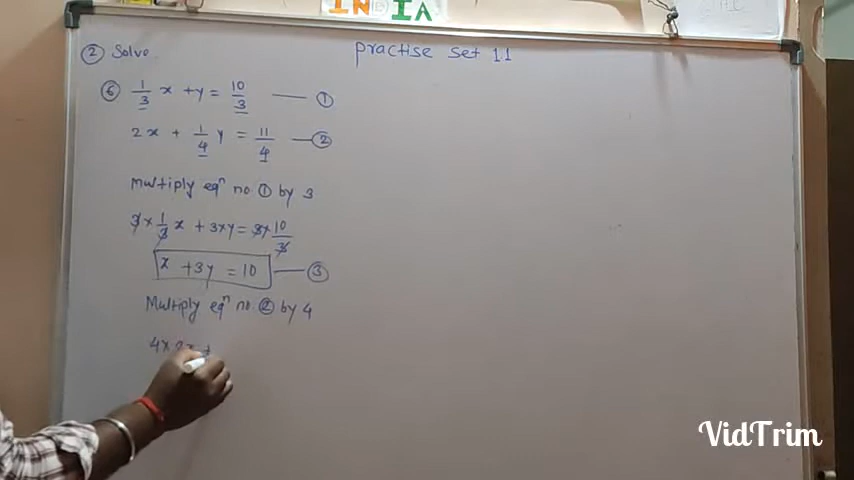 INDIA
② Solve.
Practise Set 1.1
⑥ 1/3 x + y = 10/3 —— ①
2x + 1/4 y = 11/4 —— ②
Multiply eqⁿ no ① by 3
3 × 1/3 x + 3×y = 3× 10/3
x + 3y = 10 —— ③
Multiply eqⁿ no ② by 4
4× 2x +
VidTrim